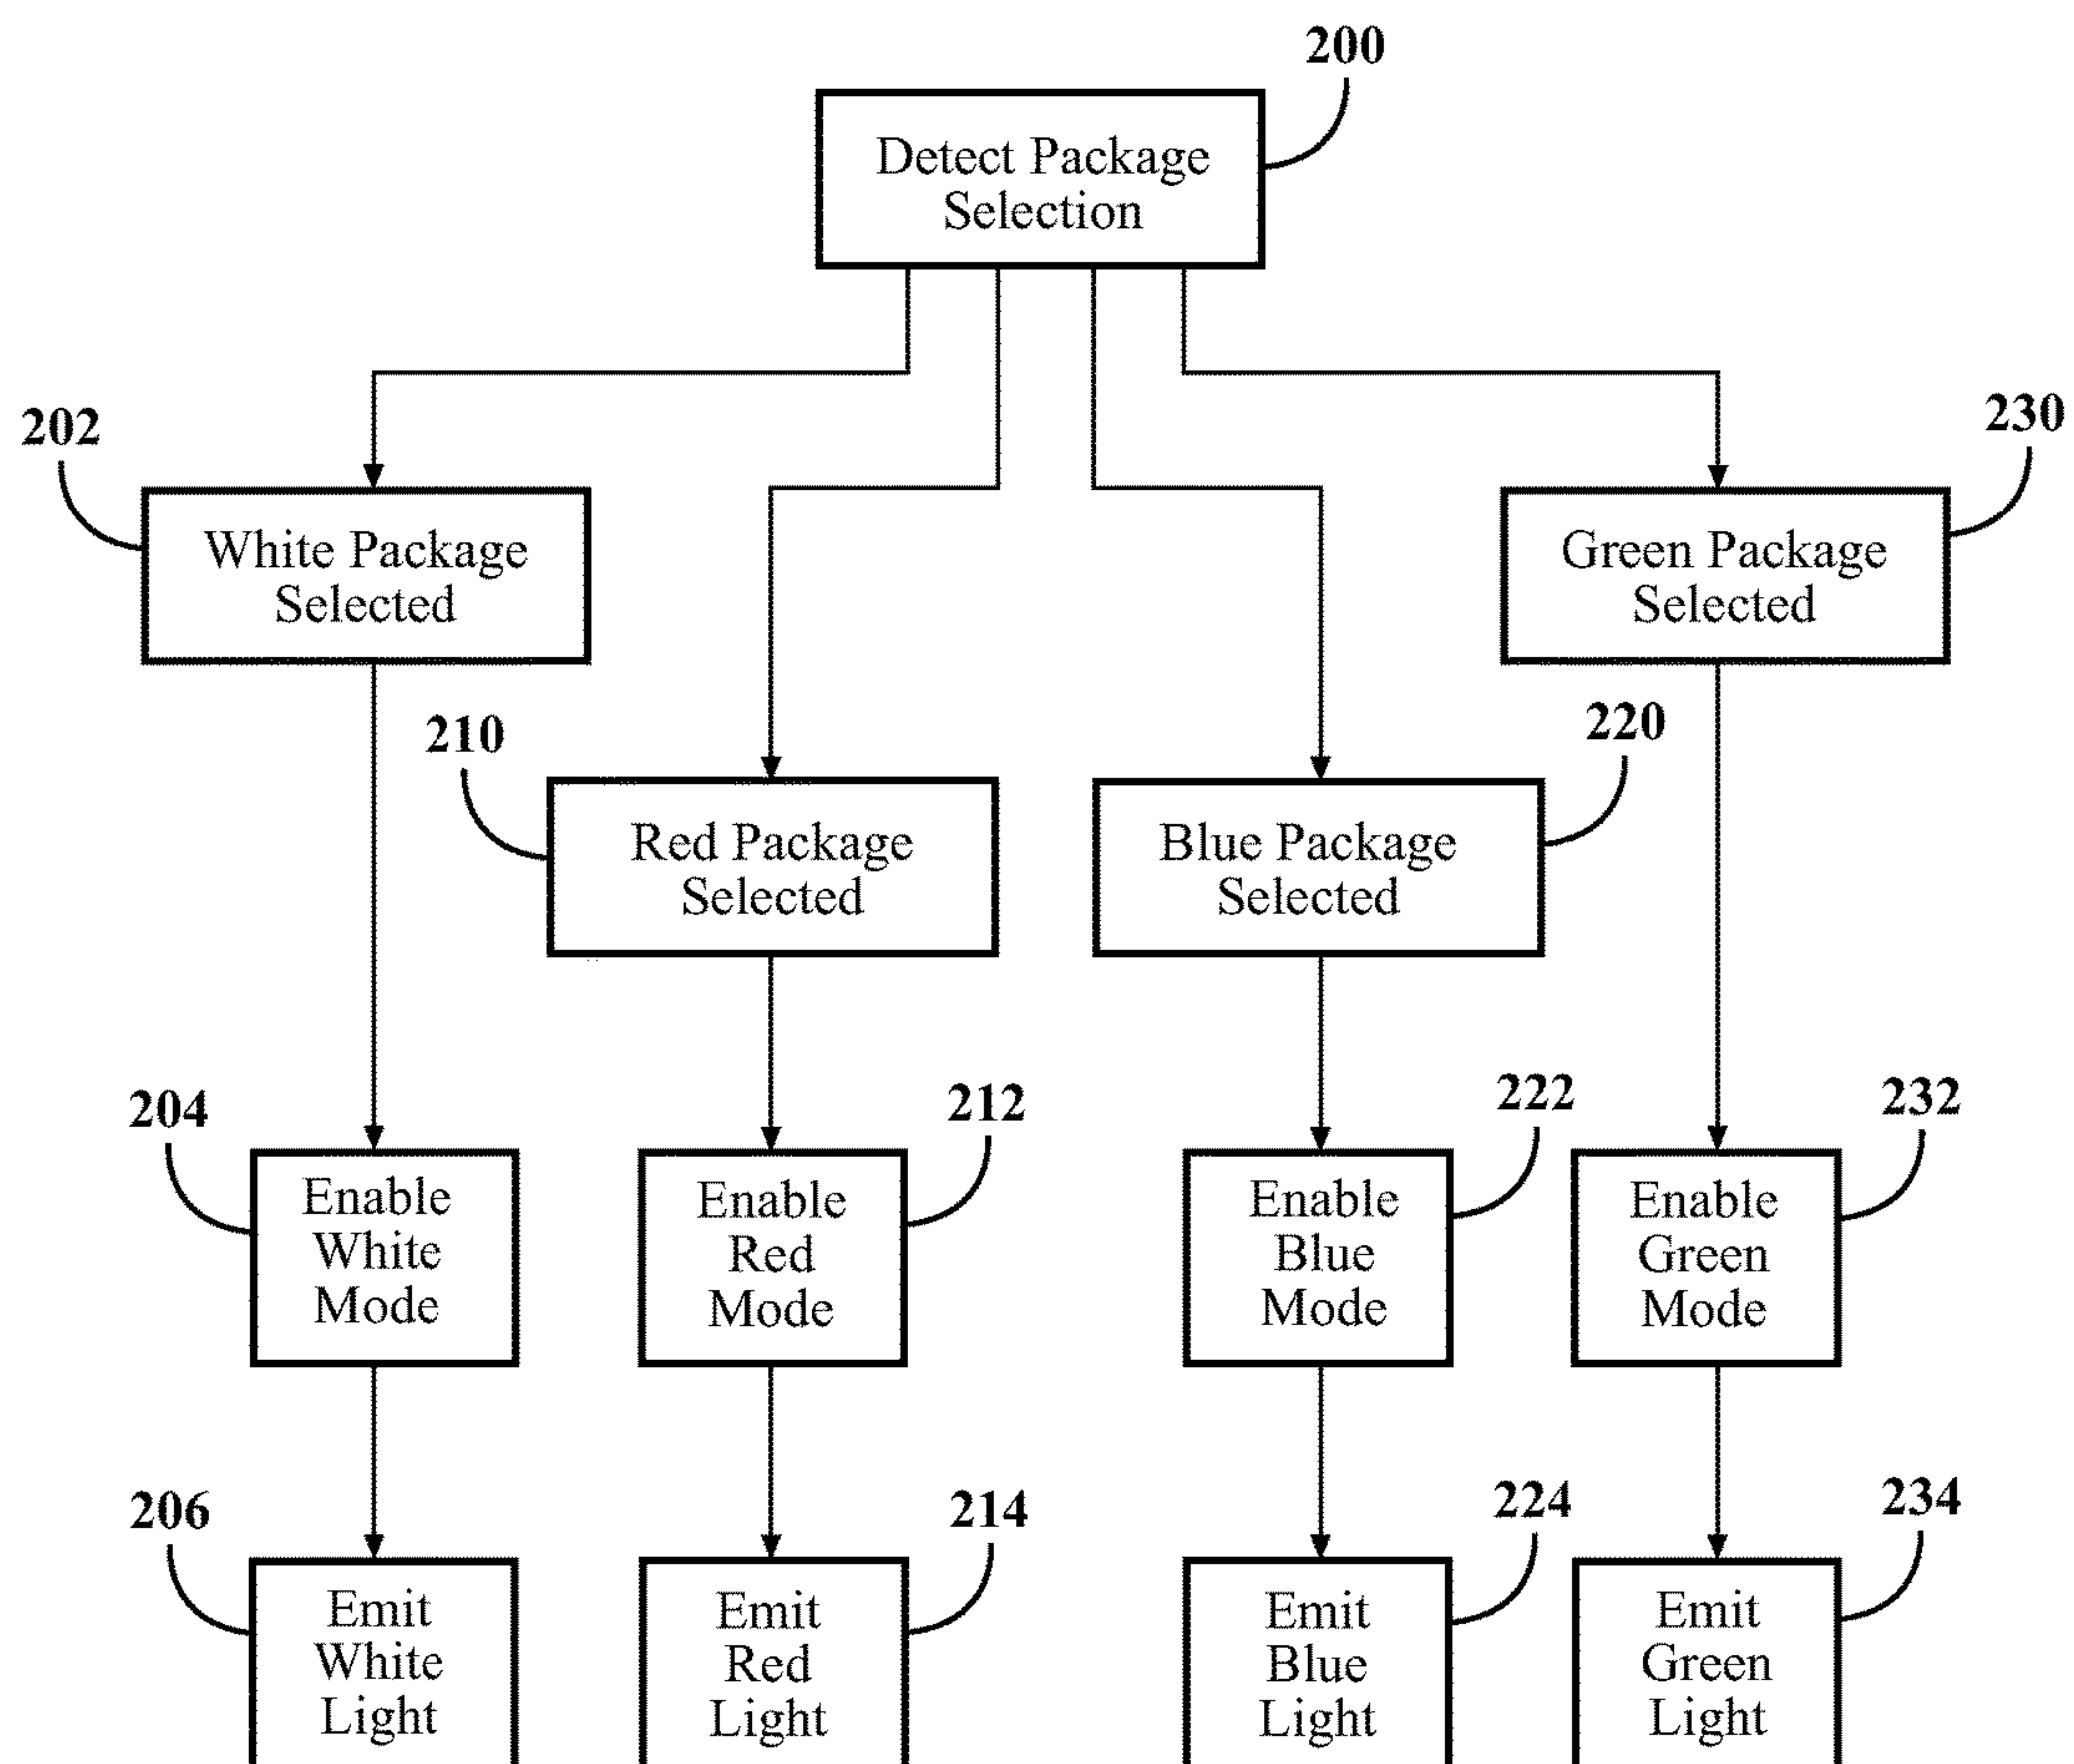 200
Detect Package
Selection
202
230
White Package
Selected
Green Package
Selected
210
220
Red Package
Selected
Blue Package
Selected
204
212
222
232
Enable
White
Mode
Enable
Red
Mode
Enable
Blue
Mode
Enable
Green
Mode
206
214
224
234
Emit
White
Light
Emit
Red
Light
Emit
Blue
Light
Emit
Green
Light